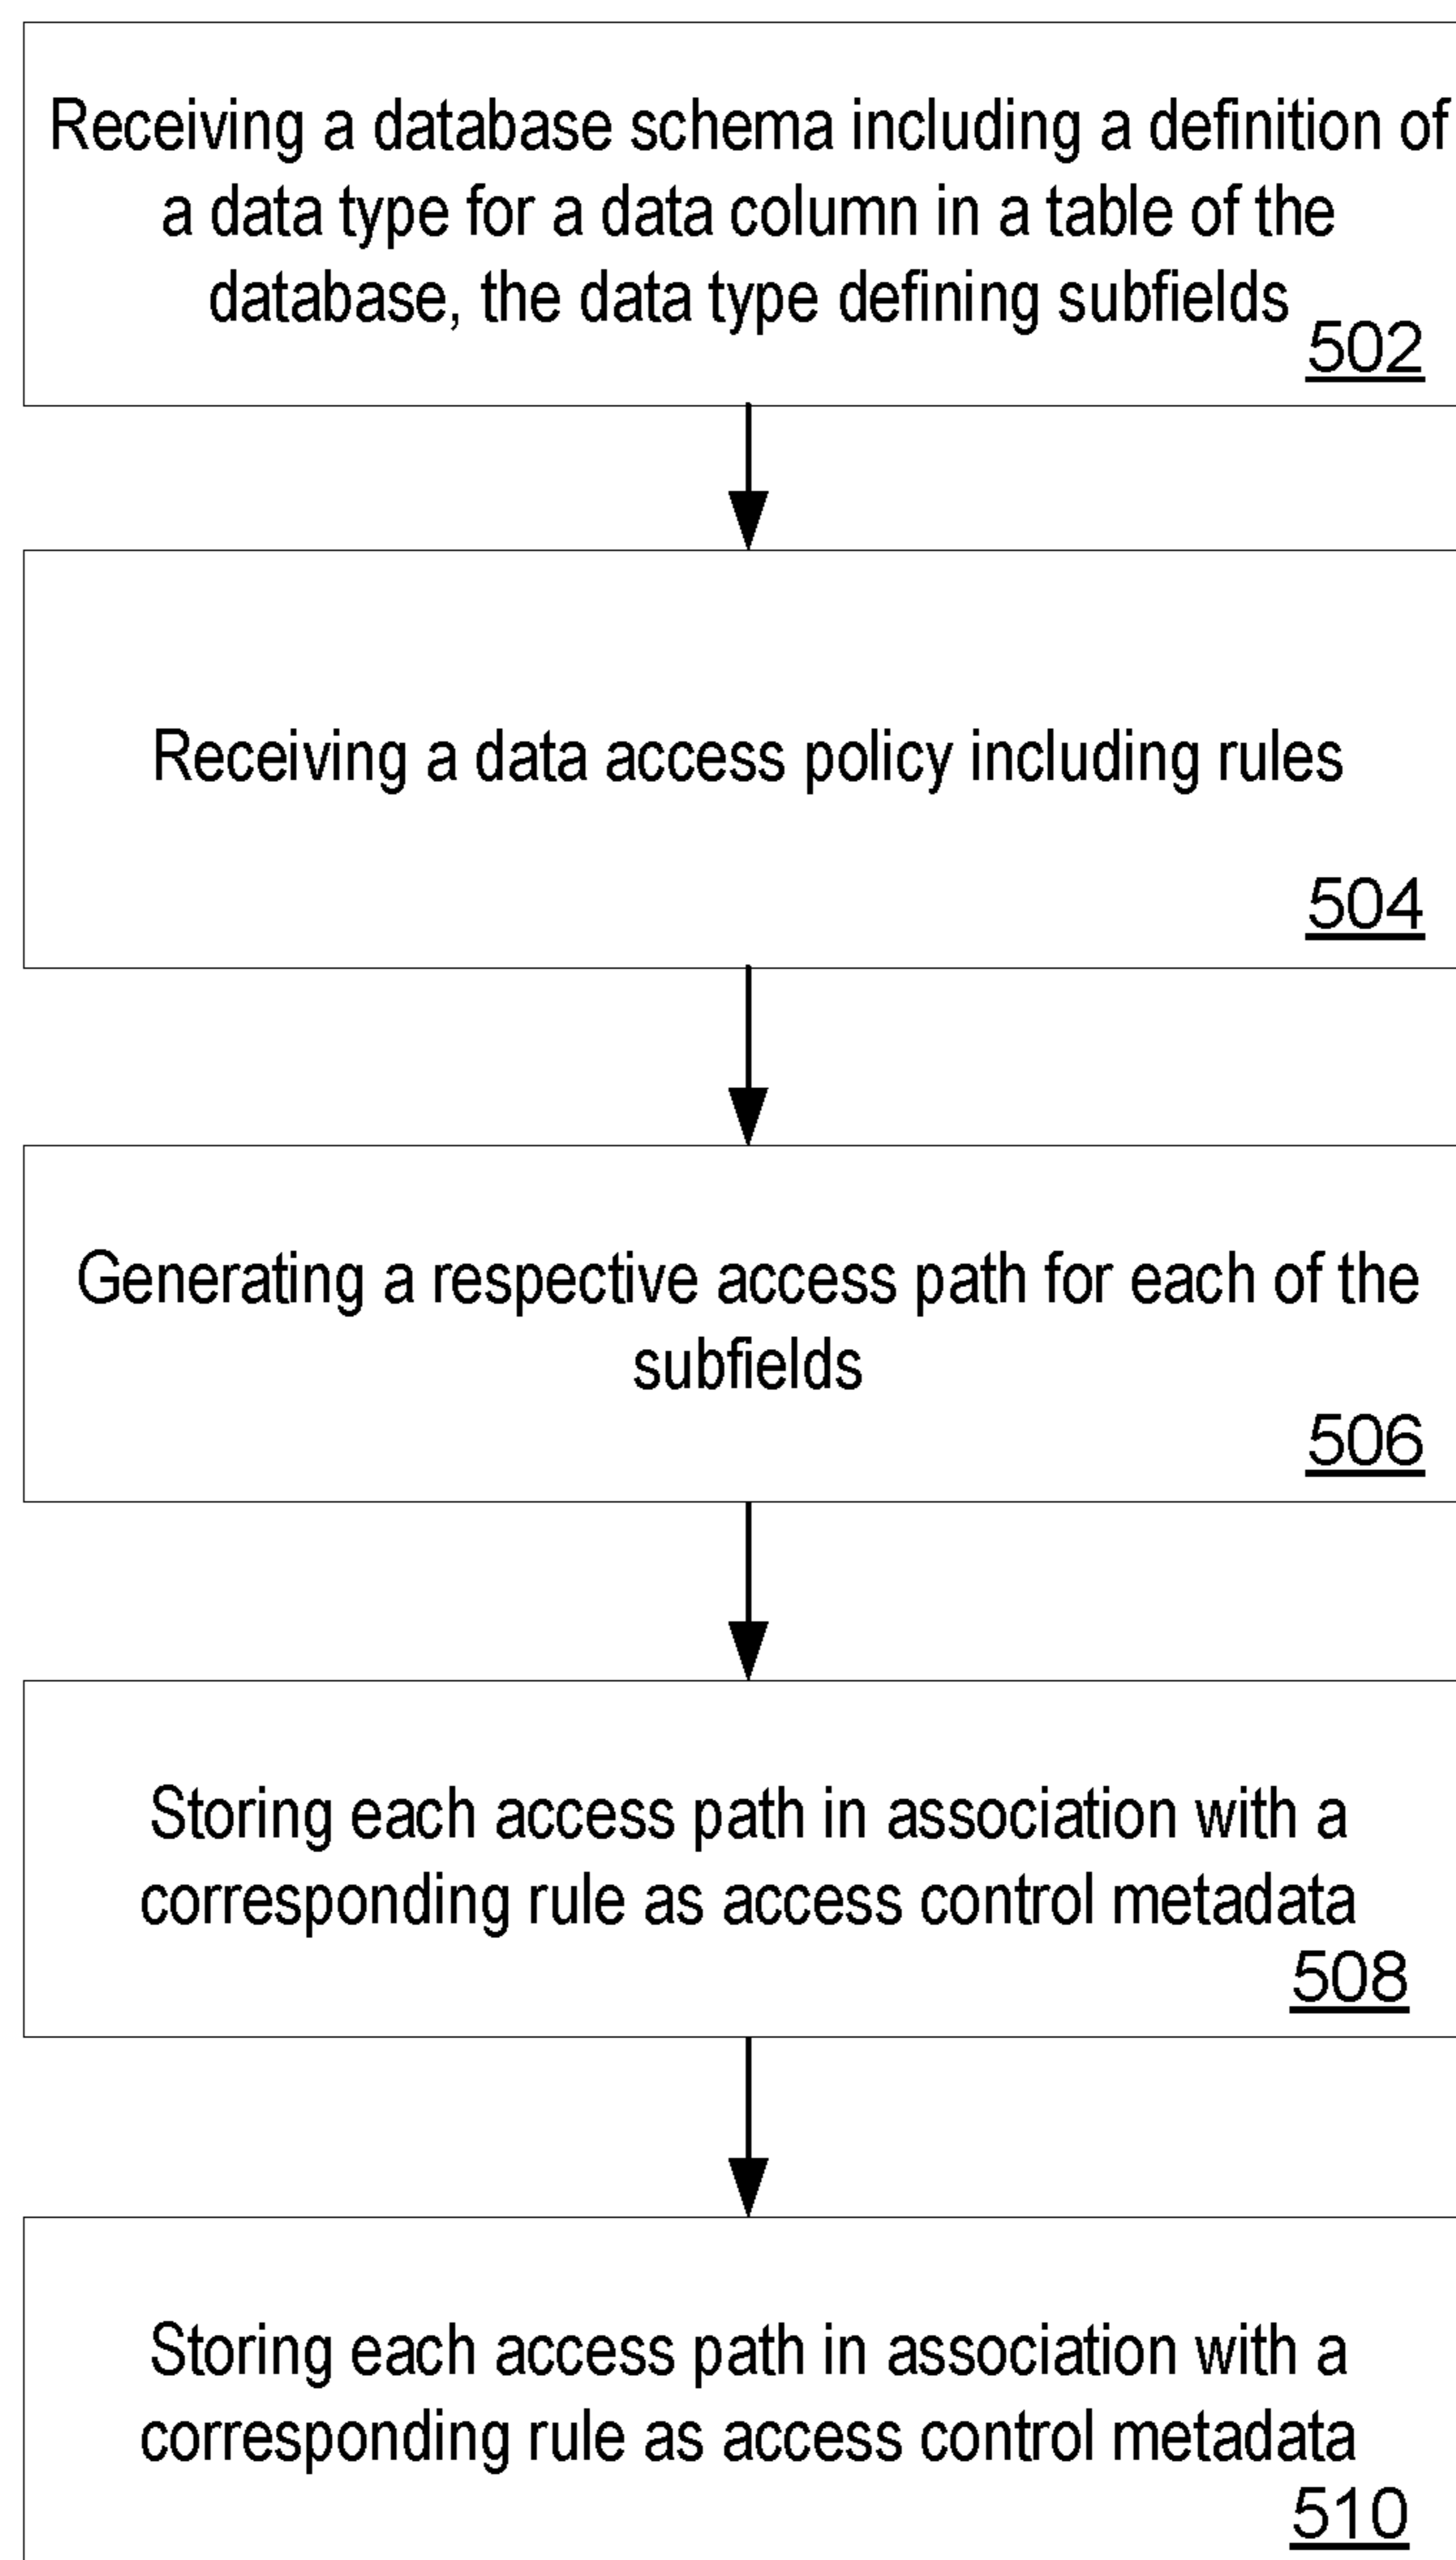 Receiving a database schema including a definition of
a data type for a data column in a table of the
database, the data type defining subfields
502
Receiving a data access policy including rules
504
Generating a respective access path for each of the
subfields
506
Storing each access path in association with a
corresponding rule as access control metadata
508
Storing each access path in association with a
corresponding rule as access control metadata
510